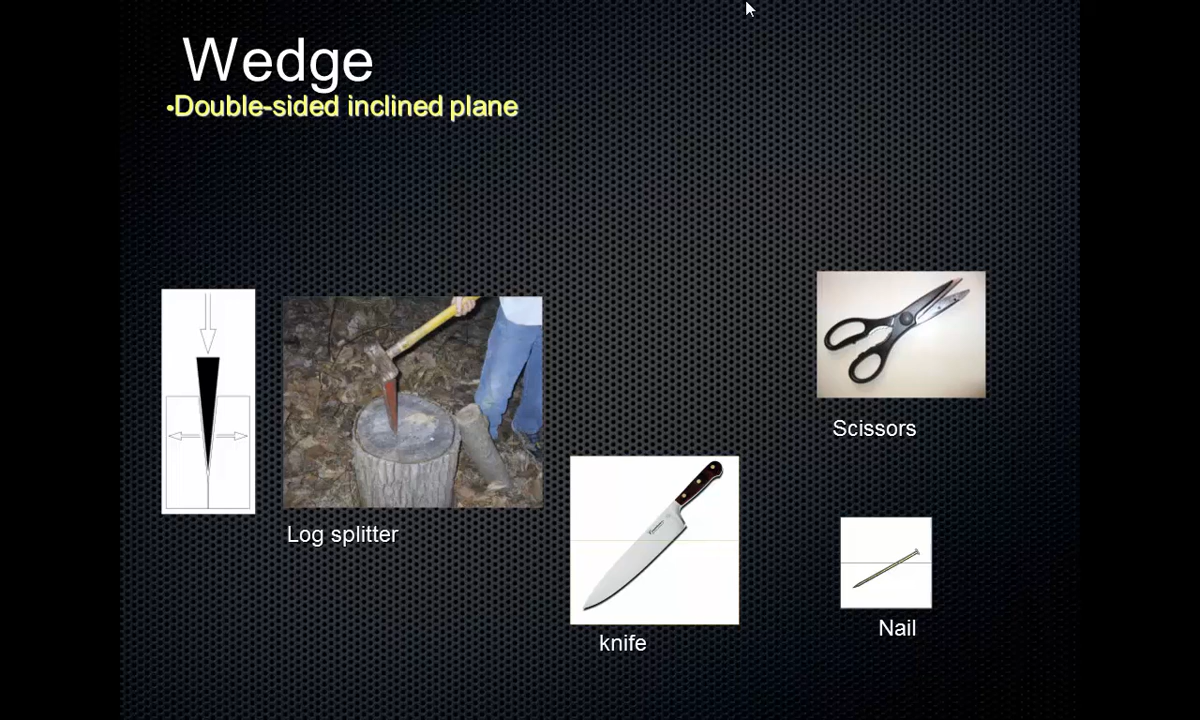 Wedge
•Double-sided inclined plane
Scissors
Log splitter
Nail
knife